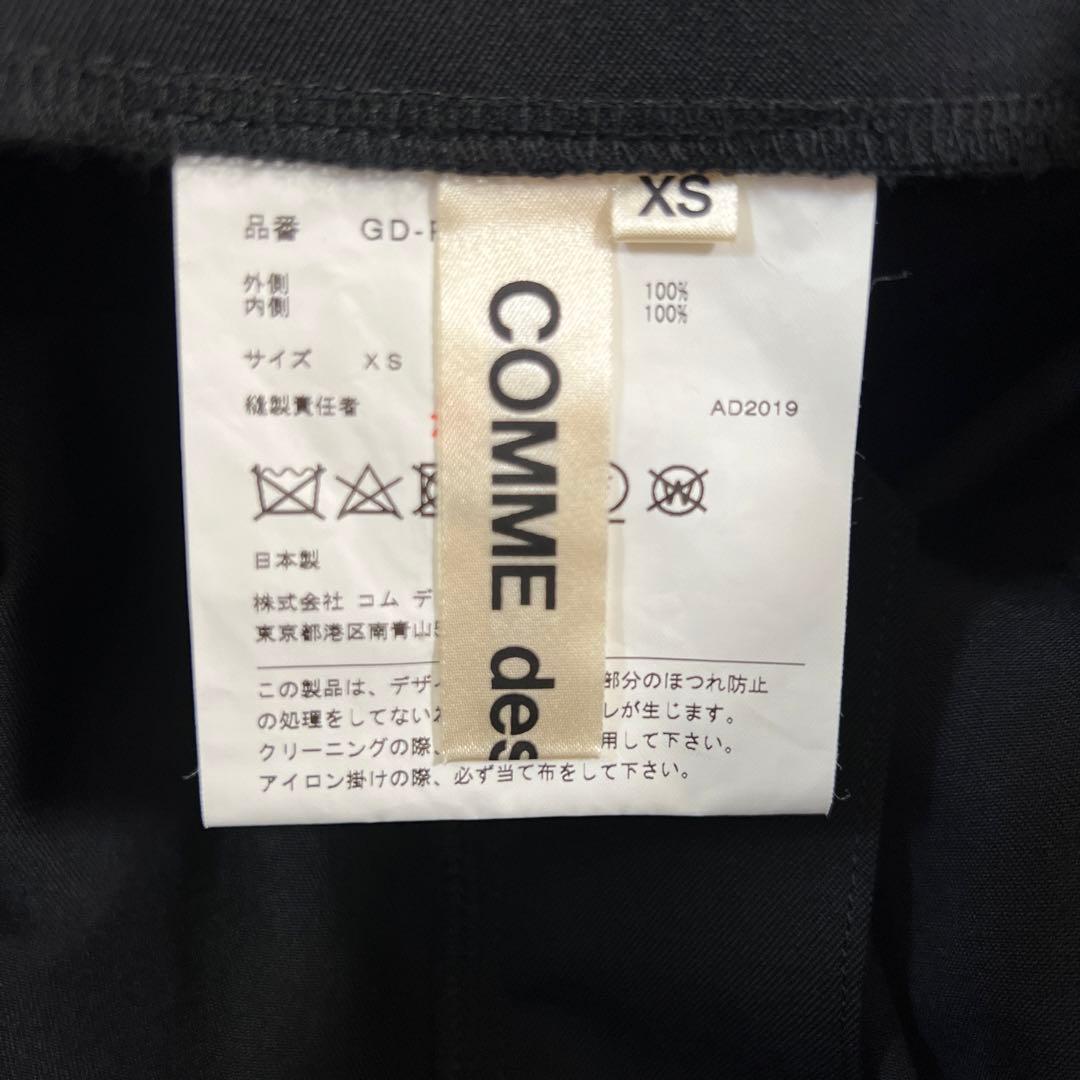 品番 GD-
外側 100%
内側 100%
サイズ XS
縫製責任者 AD2019
W
日本製
株式会社 コム デ
東京都港区南青山
この製品は、デザイ 部分のほつれ防止
の処理をしてない レが生じます。
クリーニングの際、 用して下さい。
アイロン掛けの際、必ず当て布をして下さい。
COMME des
XS